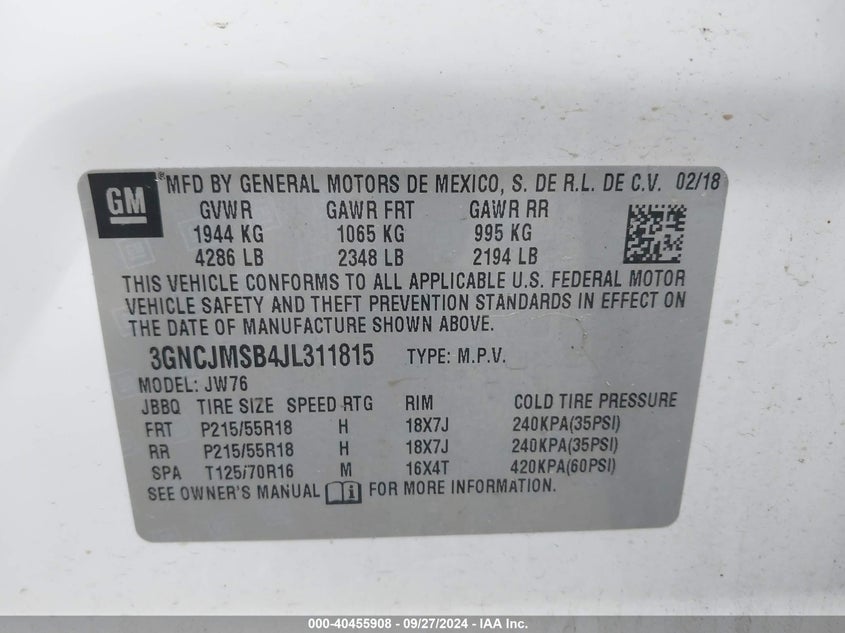 GM ® MFD BY GENERAL MOTORS DE MEXICO, S. DE R.L. DE C.V. 02/18
GVWR GAWR FRT GAWR RR
1944 KG 1065 KG 995 KG
4286 LB 2348 LB 2194 LB
THIS VEHICLE CONFORMS TO ALL APPLICABLE U.S. FEDERAL MOTOR
VEHICLE SAFETY AND THEFT PREVENTION STANDARDS IN EFFECT ON
THE DATE OF MANUFACTURE SHOWN ABOVE.
3GNCJMSB4JL311815 TYPE: M.P.V.
MODEL: JW76
JBBQ TIRE SIZE SPEED RTG RIM COLD TIRE PRESSURE
FRT P215/55R18 H 18X7J 240KPA(35PSI)
RR P215/55R18 H 18X7J 240KPA(35PSI)
SPA T125/70R16 M 16X4T 420KPA(60PSI)
SEE OWNER'S MANUAL i FOR MORE INFORMATION.
000-40455908 - 09/27/2024 - IAA Inc.